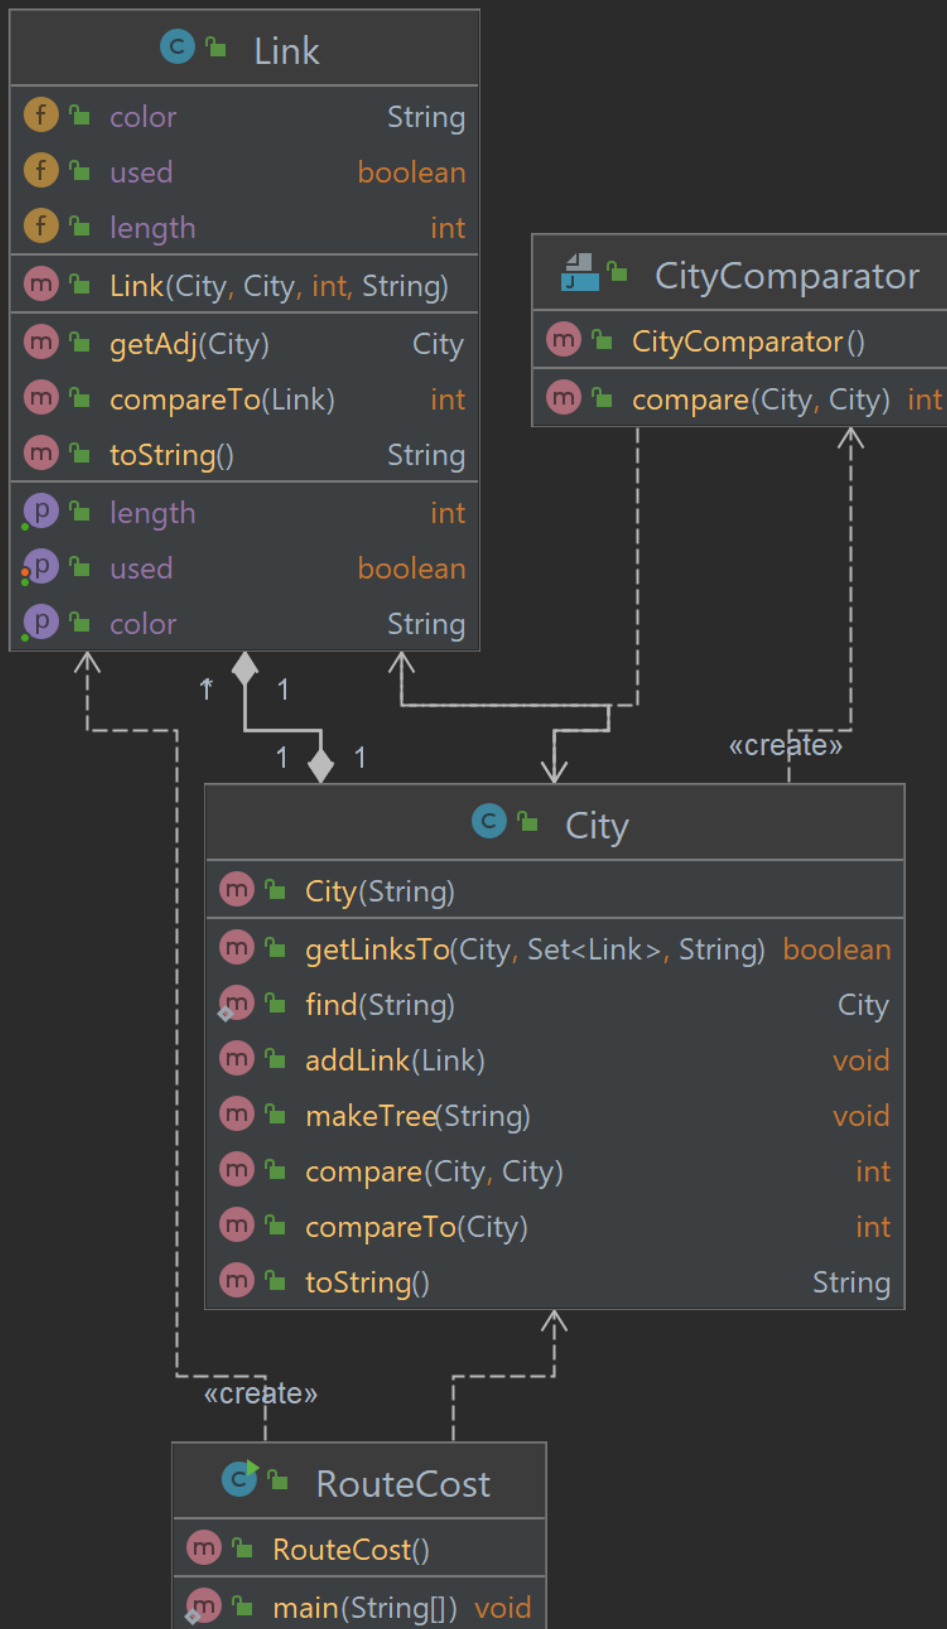 Link
color String
used boolean
length int
Link(City, City, int, String)
getAdj(City) City
compareTo(Link) int
toString() String
length int
used boolean
color String
CityComparator
CityComparator()
compare(City, City) int
1 1
1 1
«create»
City
City(String)
getLinksTo(City, Set<Link>, String) boolean
find(String) City
addLink(Link) void
makeTree(String) void
compare(City, City) int
compareTo(City) int
toString() String
«create»
RouteCost
RouteCost()
main(String[]) void